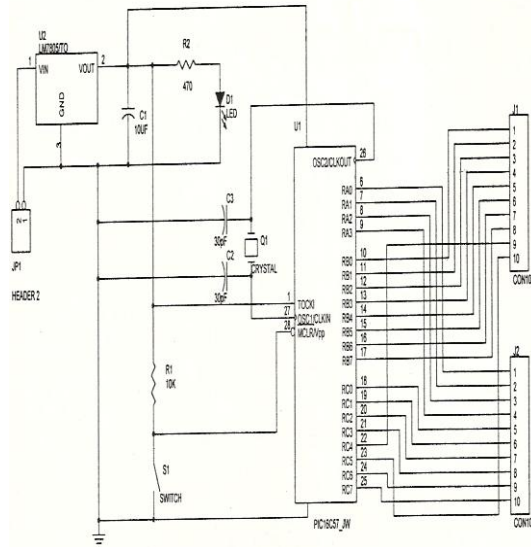 U2
LM7805/TO
1
VIN
VOUT
2
GND
3
R2
470
D1
LED
C1
10UF
U1
J1
1
2
3
4
5
6
7
8
9
10
CON10
OSC2/CLKOUT
26
RA0
6
RA1
7
RA2
8
RA3
9
RB0
10
RB1
11
RB2
12
RB3
13
RB4
14
RB5
15
RB6
16
RB7
17
RC0
18
RC1
19
RC2
20
RC3
21
RC4
22
RC5
23
RC6
24
RC7
25
C3
30pF
Q1
CRYSTAL
C2
30pF
1
TOCKI
27
OSC1/CLKIN
28
MCLR/Vpp
2
1
JP1
HEADER 2
R1
10K
S1
SWITCH
PIC16C57_JW
J2
1
2
3
4
5
6
7
8
9
10
CON10